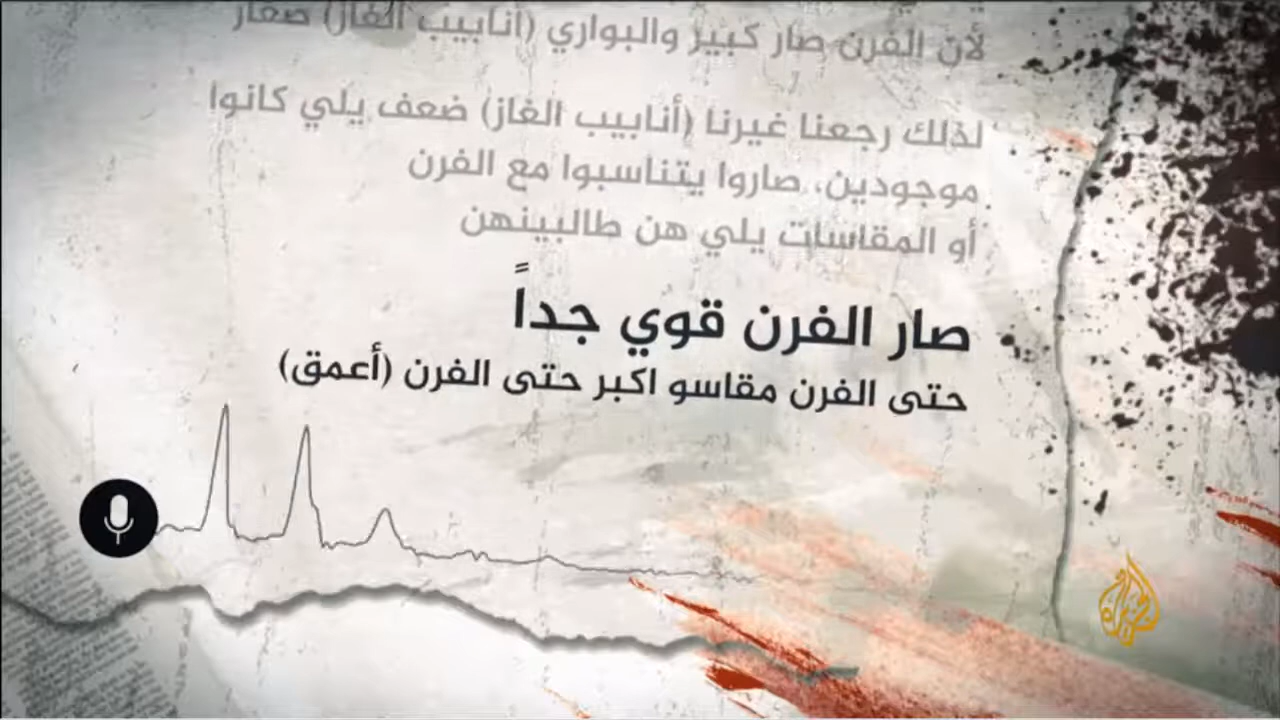 لأن الفرن صار كبير والبواري (أنابيب الغاز) صغار
لذلك رجعنا غيرنا (أنابيب الغاز) ضعف يلي كانوا
موجودين، صاروا يتناسبوا مع الفرن
أو المقاسات يلي هن طالبينهن
صار الفرن قوي جداً
حتى الفرن مقاسو اكبر حتى الفرن (أعمق)
الجزيرة